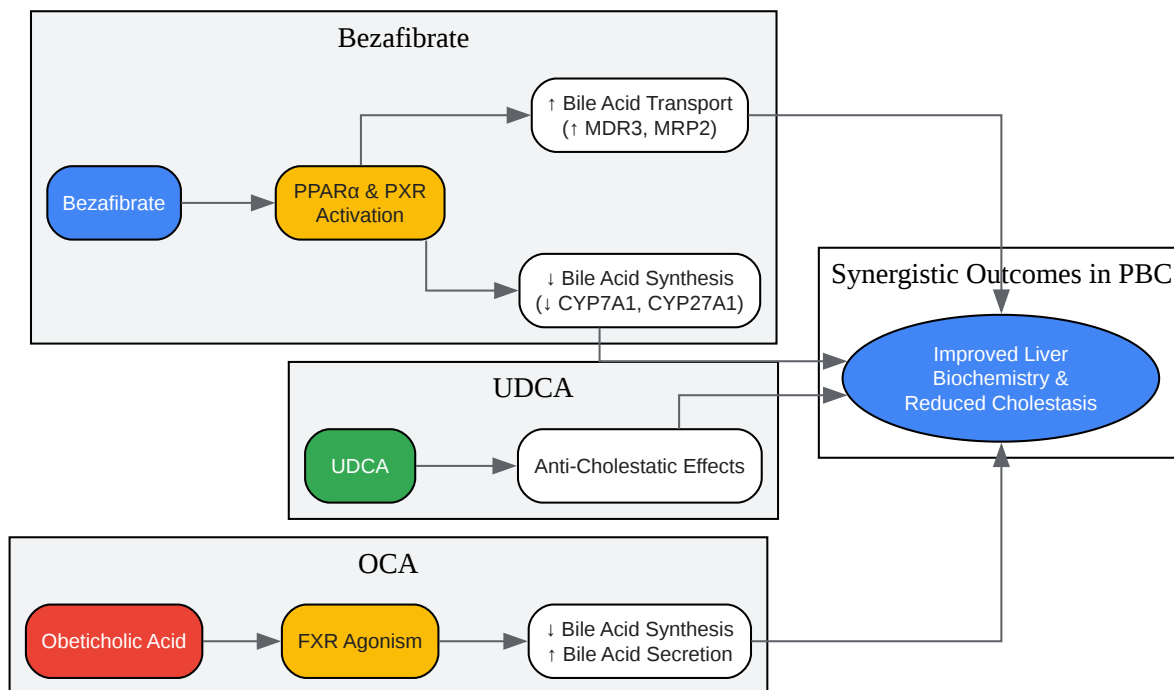 Bezafibrate
↑ Bile Acid Transport
(↑ MDR3, MRP2)
Bezafibrate
PPARα & PXR
Activation
↓ Bile Acid Synthesis
(↓ CYP7A1, CYP27A1)
Synergistic Outcomes in PBC
Improved Liver
Biochemistry &
Reduced Cholestasis
UDCA
UDCA
Anti-Cholestatic Effects
OCA
Obeticholic Acid
FXR Agonism
↓ Bile Acid Synthesis
↑ Bile Acid Secretion